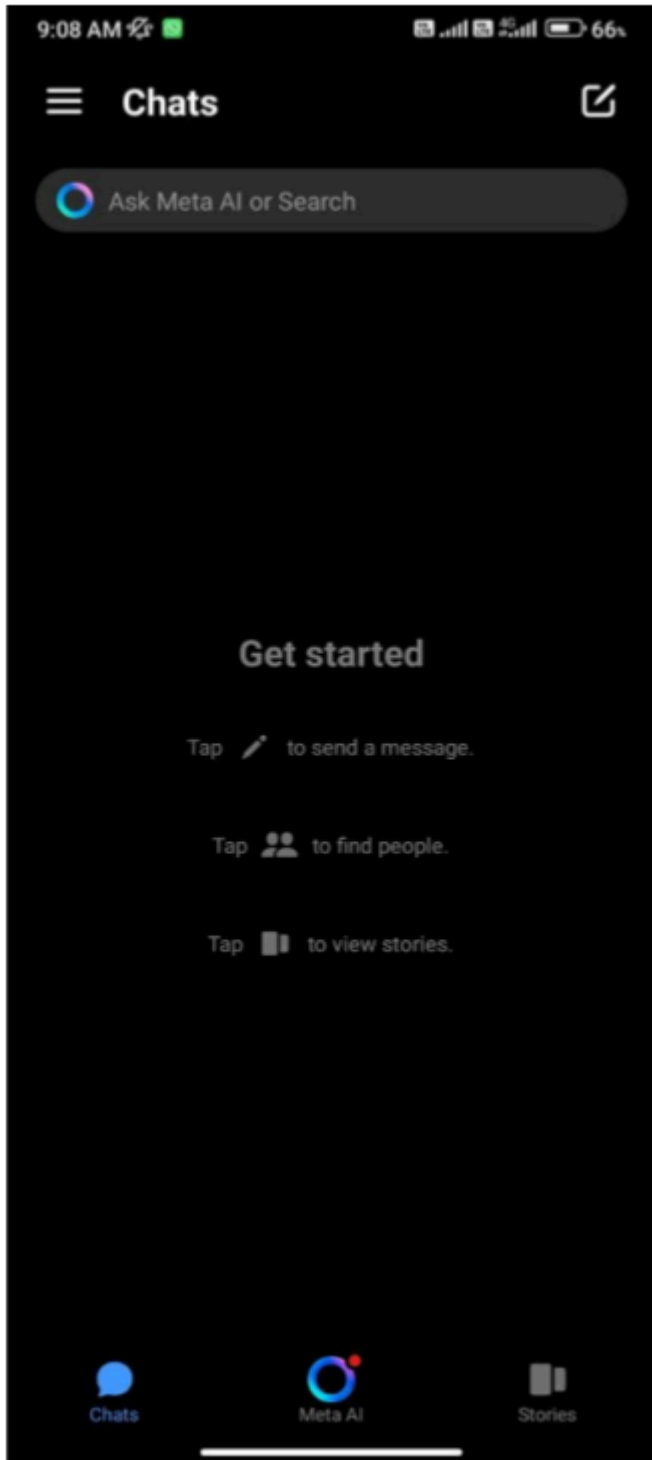 9:08 AM 4G 66%
Chats
Ask Meta AI or Search
Get started
Tap to send a message.
Tap to find people.
Tap to view stories.
Chats Meta AI Stories